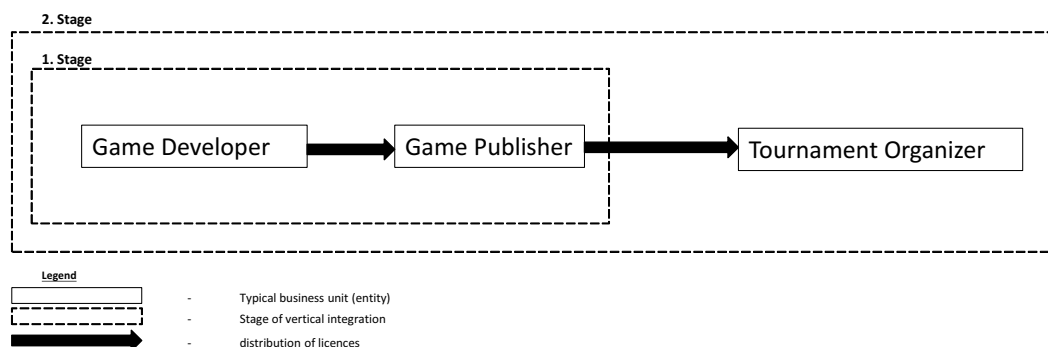 2. Stage
1. Stage
Game Developer
Game Publisher
Tournament Organizer
Legend
- Typical business unit (entity)
- Stage of vertical integration
- distribution of licences